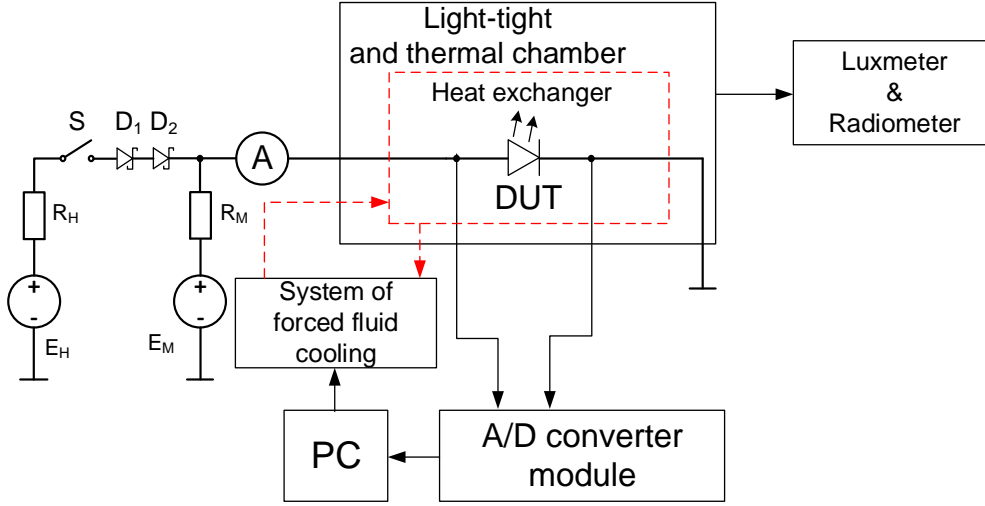 Light-tight
and thermal chamber
Heat exchanger
DUT
Luxmeter
&
Radiometer
S D1 D2
A
RH
RM
+
-
+
-
EH
EM
System of
forced fluid
cooling
PC
A/D converter
module